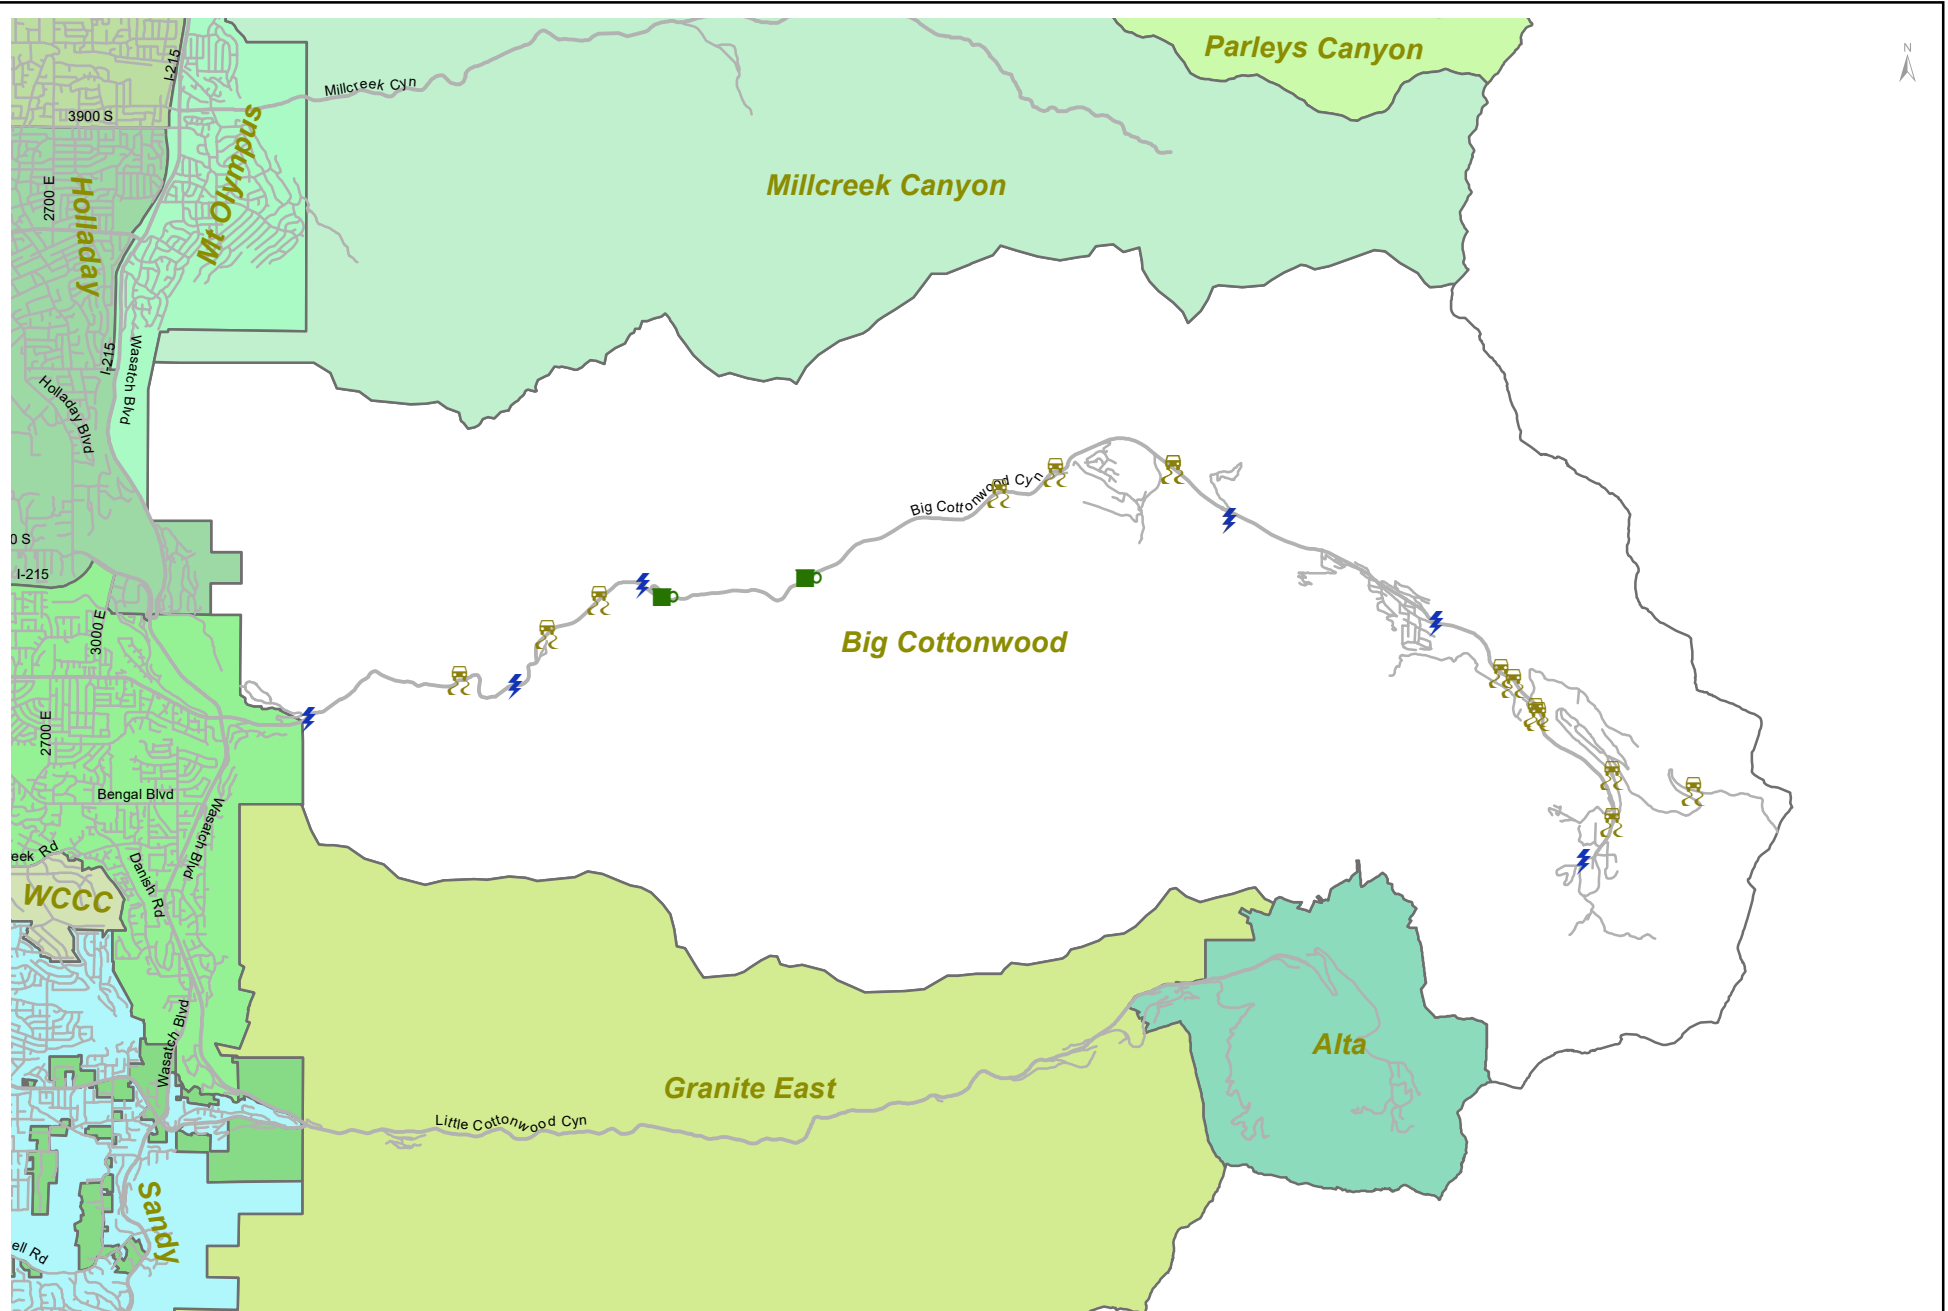 Parleys Canyon
N
I-215
Millcreek Cyn
3900 S
Mt Olympus
Millcreek Canyon
2700 E
Holladay
I-215
Wasatch Blvd
Holladay Blvd
Big Cottonwood Cyn
0 S
I-215
3000 E
Big Cottonwood
2700 E
Bengal Blvd
Wasatch Blvd
eek Rd
Danish Rd
WCCC
Wasatch Blvd
Alta
Granite East
Little Cottonwood Cyn
Sandy
ell Rd